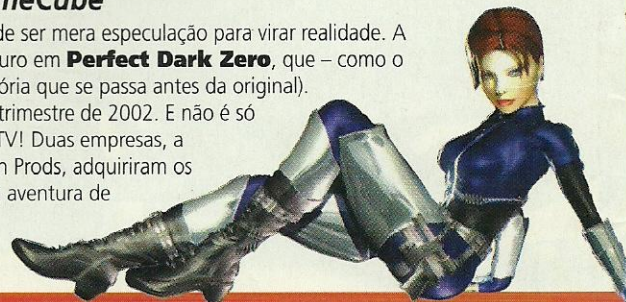 meCube
de ser mera especulação para virar realidade. A
uro em Perfect Dark Zero, que – como o
ória que se passa antes da original).
trimestre de 2002. E não é só
TV! Duas empresas, a
n Prods, adquiriram os
aventura de